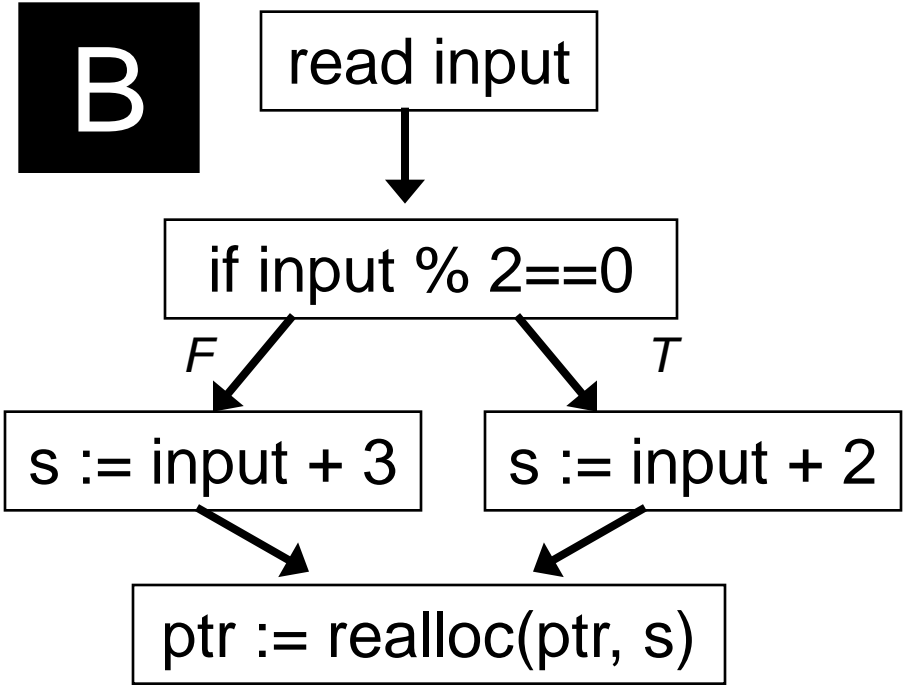 B
read input
if input % 2==0
F
T
s := input + 3
s := input + 2
ptr := realloc(ptr, s)